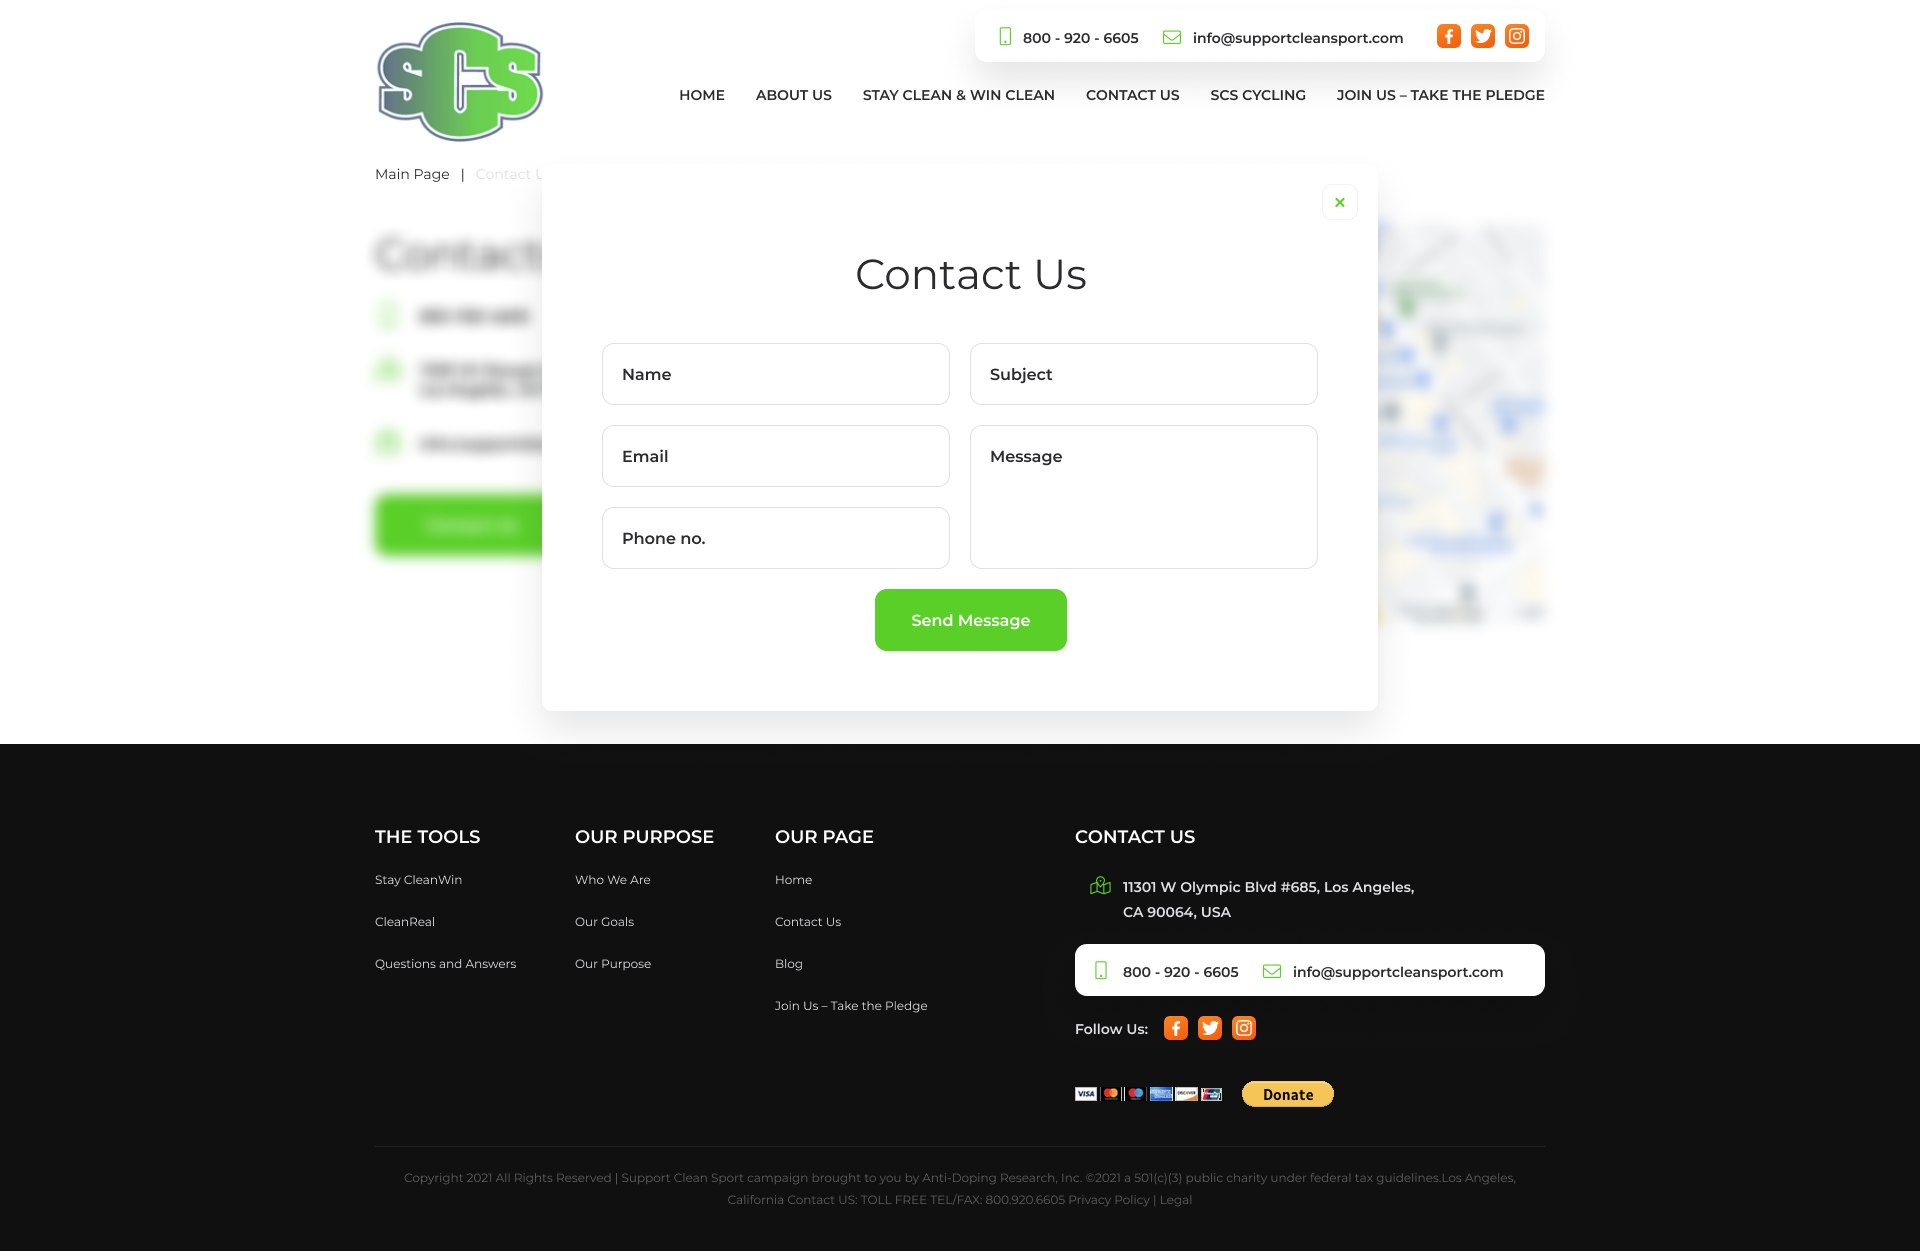 SCS
800 - 920 - 6605 info@supportcleansport.com
HOME ABOUT US STAY CLEAN & WIN CLEAN CONTACT US SCS CYCLING JOIN US – TAKE THE PLEDGE
Main Page | Contact U
Contact
×
Contact Us
Name
Subject
Email
Message
Phone no.
Send Message
THE TOOLS
Stay CleanWin
CleanReal
Questions and Answers
OUR PURPOSE
Who We Are
Our Goals
Our Purpose
OUR PAGE
Home
Contact Us
Blog
Join Us – Take the Pledge
CONTACT US
11301 W Olympic Blvd #685, Los Angeles,
CA 90064, USA
800 - 920 - 6605 info@supportcleansport.com
Follow Us:
VISA
DISCOVER
Donate
Copyright 2021 All Rights Reserved | Support Clean Sport campaign brought to you by Anti-Doping Research, Inc. ©2021 a 501(c)(3) public charity under federal tax guidelines.Los Angeles,
California Contact US: TOLL FREE TEL/FAX: 800.920.6605 Privacy Policy | Legal